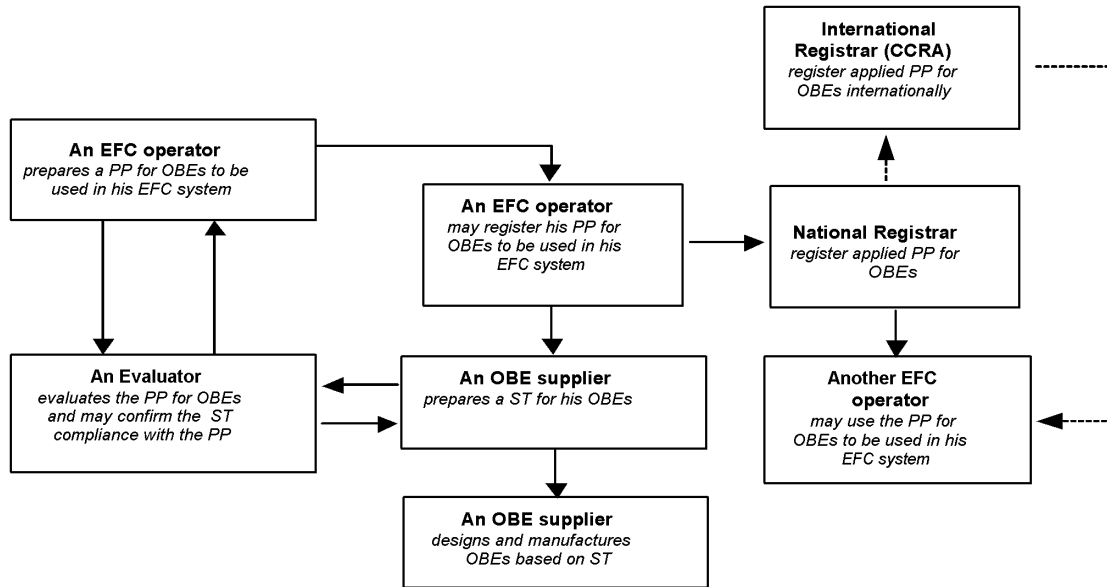 International
Registrar (CCRA)
register applied PP for
OBEs internationally
An EFC operator
prepares a PP for OBEs to be
used in his EFC system
An EFC operator
may register his PP for
OBEs to be used in his
EFC system
National Registrar
register applied PP for
OBEs
An Evaluator
evaluates the PP for OBEs
and may confirm the ST
compliance with the PP
An OBE supplier
prepares a ST for his OBEs
Another EFC
operator
may use the PP for
OBEs to be used in his
EFC system
An OBE supplier
designs and manufactures
OBEs based on ST